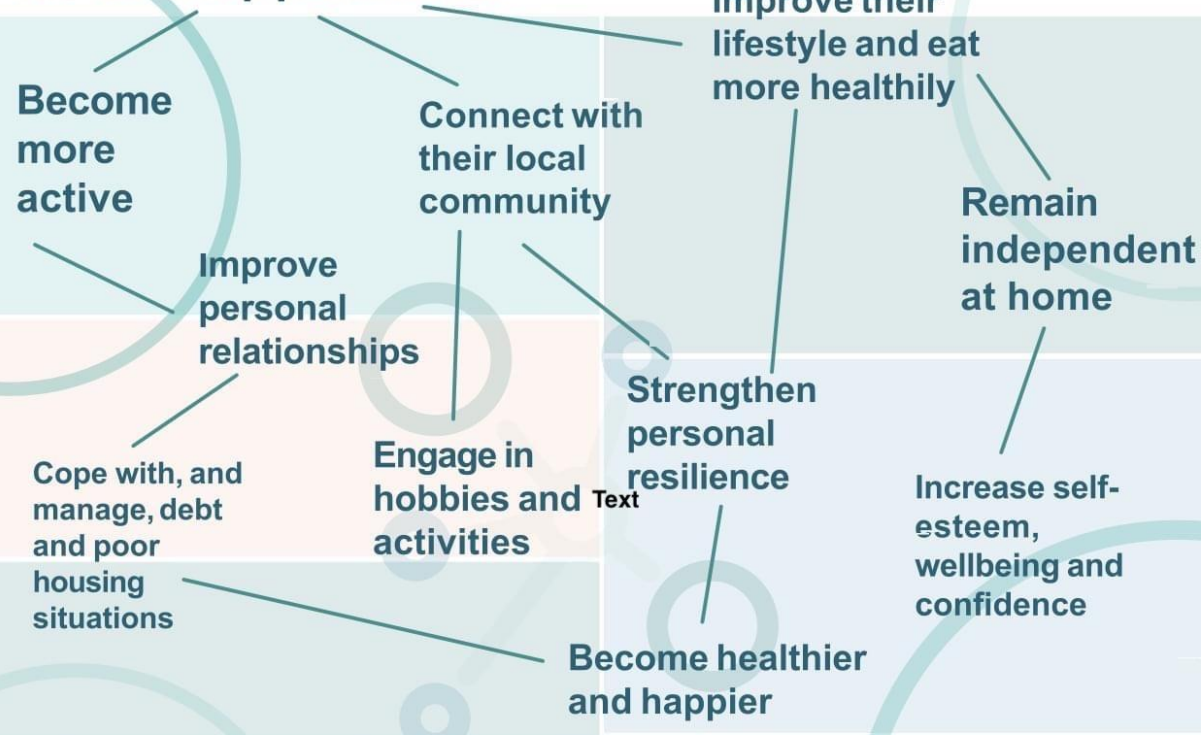 Improve their
lifestyle and eat
more healthily
Become
more
active
Connect with
their local
community
Remain
independent
at home
Improve
personal
relationships
Strengthen
personal
resilience
Cope with, and
manage, debt
and poor
housing
situations
Engage in
hobbies and
activities
Text
Increase self-
esteem,
wellbeing and
confidence
Become healthier
and happier